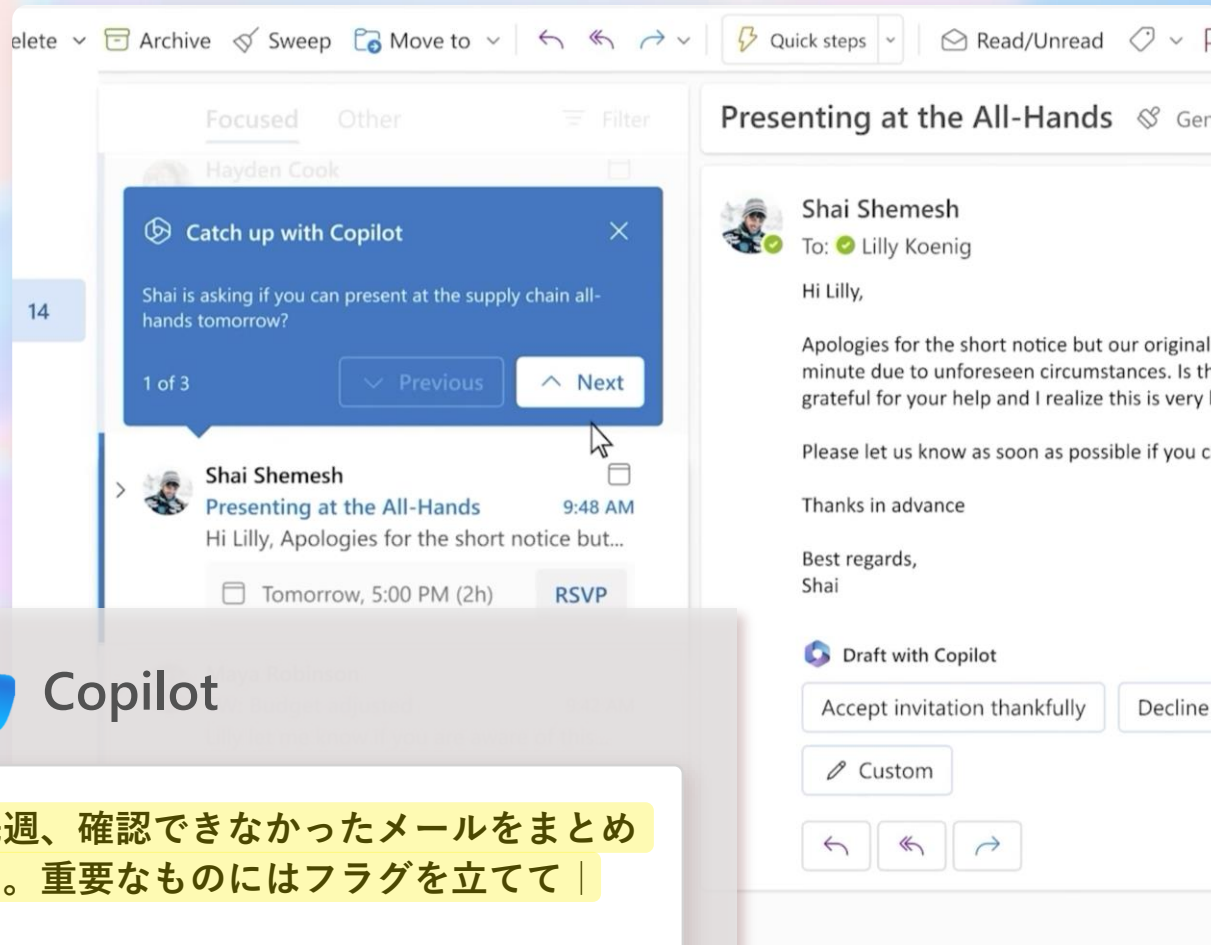 elete
Archive
Sweep
Move to
Quick steps
Read/Unread
Focused
Other
Filter
Hayden Cook
Catch up with Copilot
Shai is asking if you can present at the supply chain all-
hands tomorrow?
1 of 3
Previous
Next
14
Shai Shemesh
Presenting at the All-Hands
9:48 AM
Hi Lilly, Apologies for the short notice but...
Tomorrow, 5:00 PM (2h)
RSVP
Presenting at the All-Hands
Shai Shemesh
To: Lilly Koenig
Hi Lilly,
Apologies for the short notice but our original
minute due to unforeseen circumstances. Is th
grateful for your help and I realize this is very
Please let us know as soon as possible if you c
Thanks in advance
Best regards,
Shai
Draft with Copilot
Accept invitation thankfully
Decline
Custom
Copilot
週、確認できなかったメールをまとめ
。重要なものにはフラグを立てて